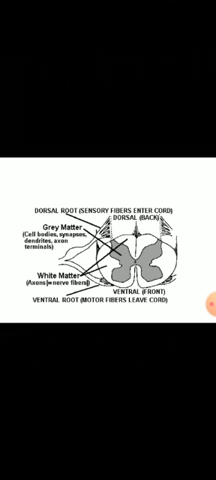 DORSAL ROOT (SENSORY FIBERS ENTER CORD)
DORSAL (BACK)
Grey Matter
(Cell bodies, synapses,
dendrites, axon
terminals)
White Matter
(Axons[=nerve fibers])
VENTRAL (FRONT)
VENTRAL ROOT (MOTOR FIBERS LEAVE CORD)